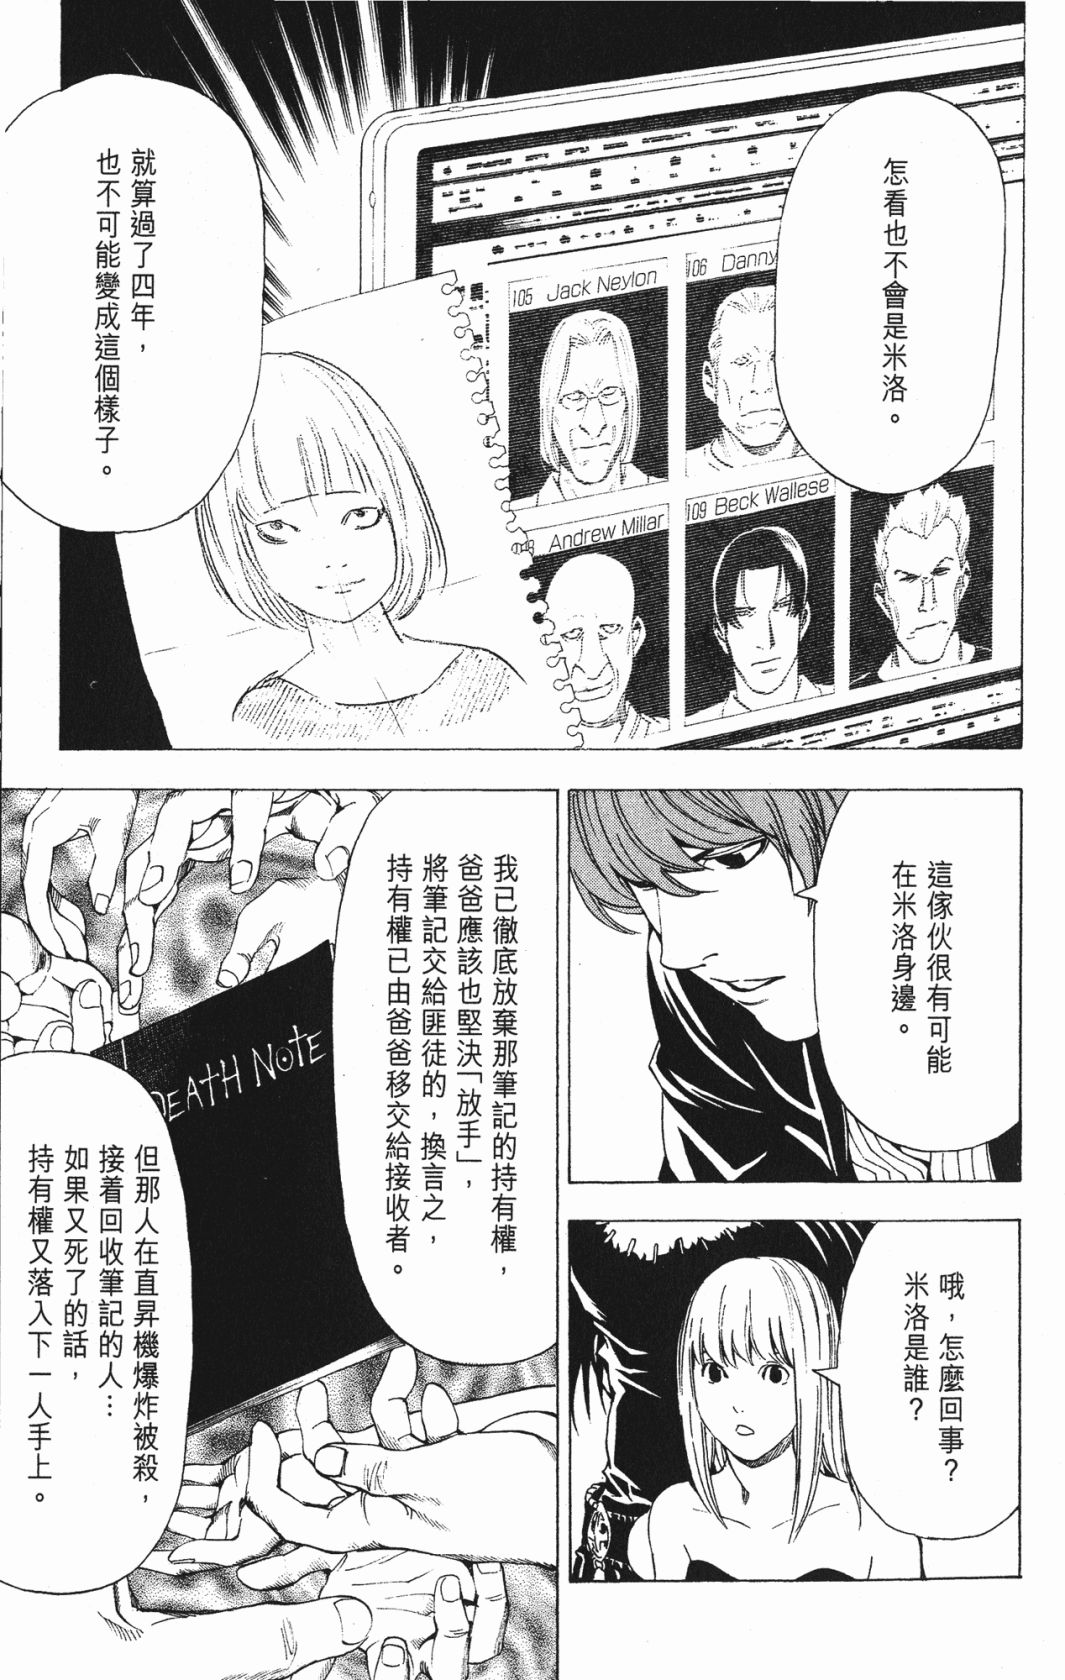 怎看也不會是米洛。
就算過了四年，
也不可能變成這個樣子。
105 Jack Neylon
106 Danny
Andrew Millar
109 Beck Wallese
這傢伙很有可能
在米洛身邊。
哦，怎麼回事？
米洛是誰？
我已徹底放棄那筆記的持有權，
爸爸應該也堅決「放手」，
將筆記交給匪徒的，換言之，
持有權已由爸爸移交給接收者。
DEATH NOTE
但那人在直昇機爆炸被殺，
接着回收筆記的人…
如果又死了的話，
持有權又落入下一人手上。